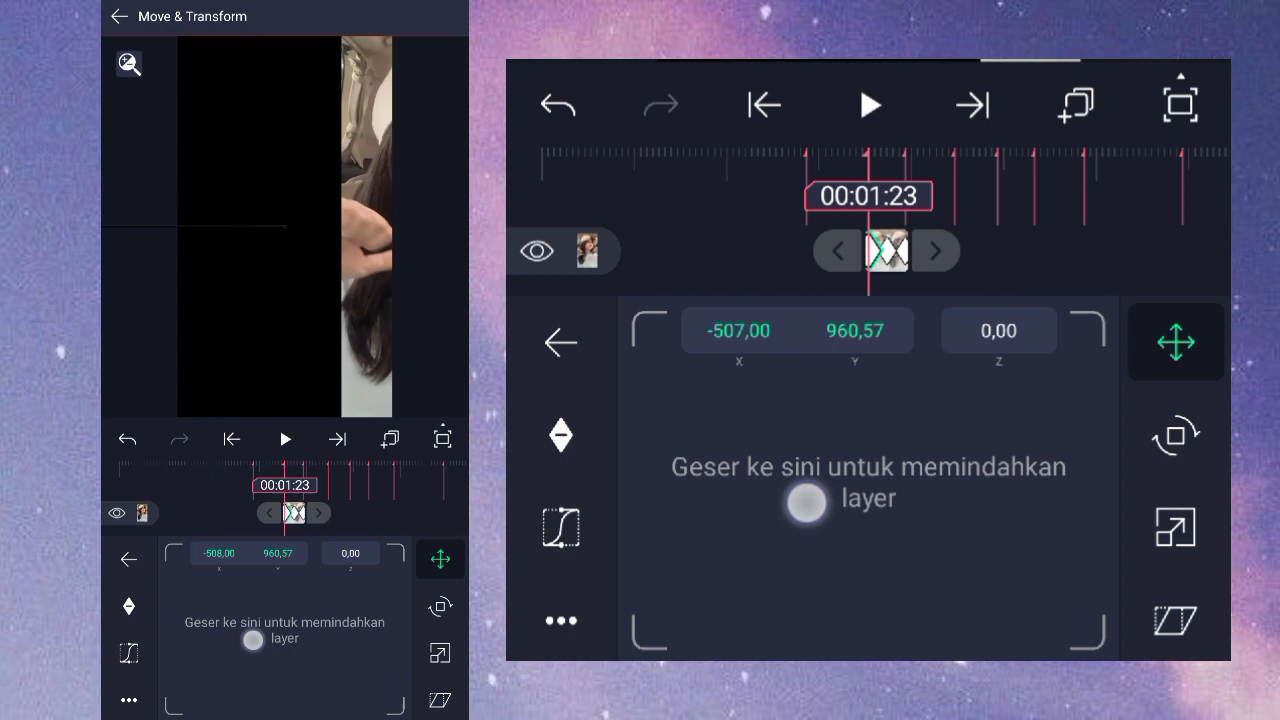 Move & Transform
00:01:23
-508,00 960,57 0,00
X Y Z
Geser ke sini untuk memindahkan
layer
00:01:23
-507,00 960,57 0,00
X Y Z
Geser ke sini untuk memindahkan
layer